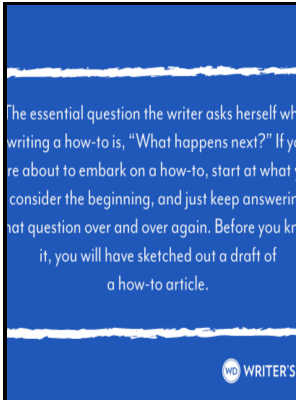 The essential question the writer asks herself wh
writing a how-to is, “What happens next?” If yo
re about to embark on a how-to, start at what y
consider the beginning, and just keep answerin
hat question over and over again. Before you kn
it, you will have sketched out a draft of
a how-to article.
WD WRITER'S